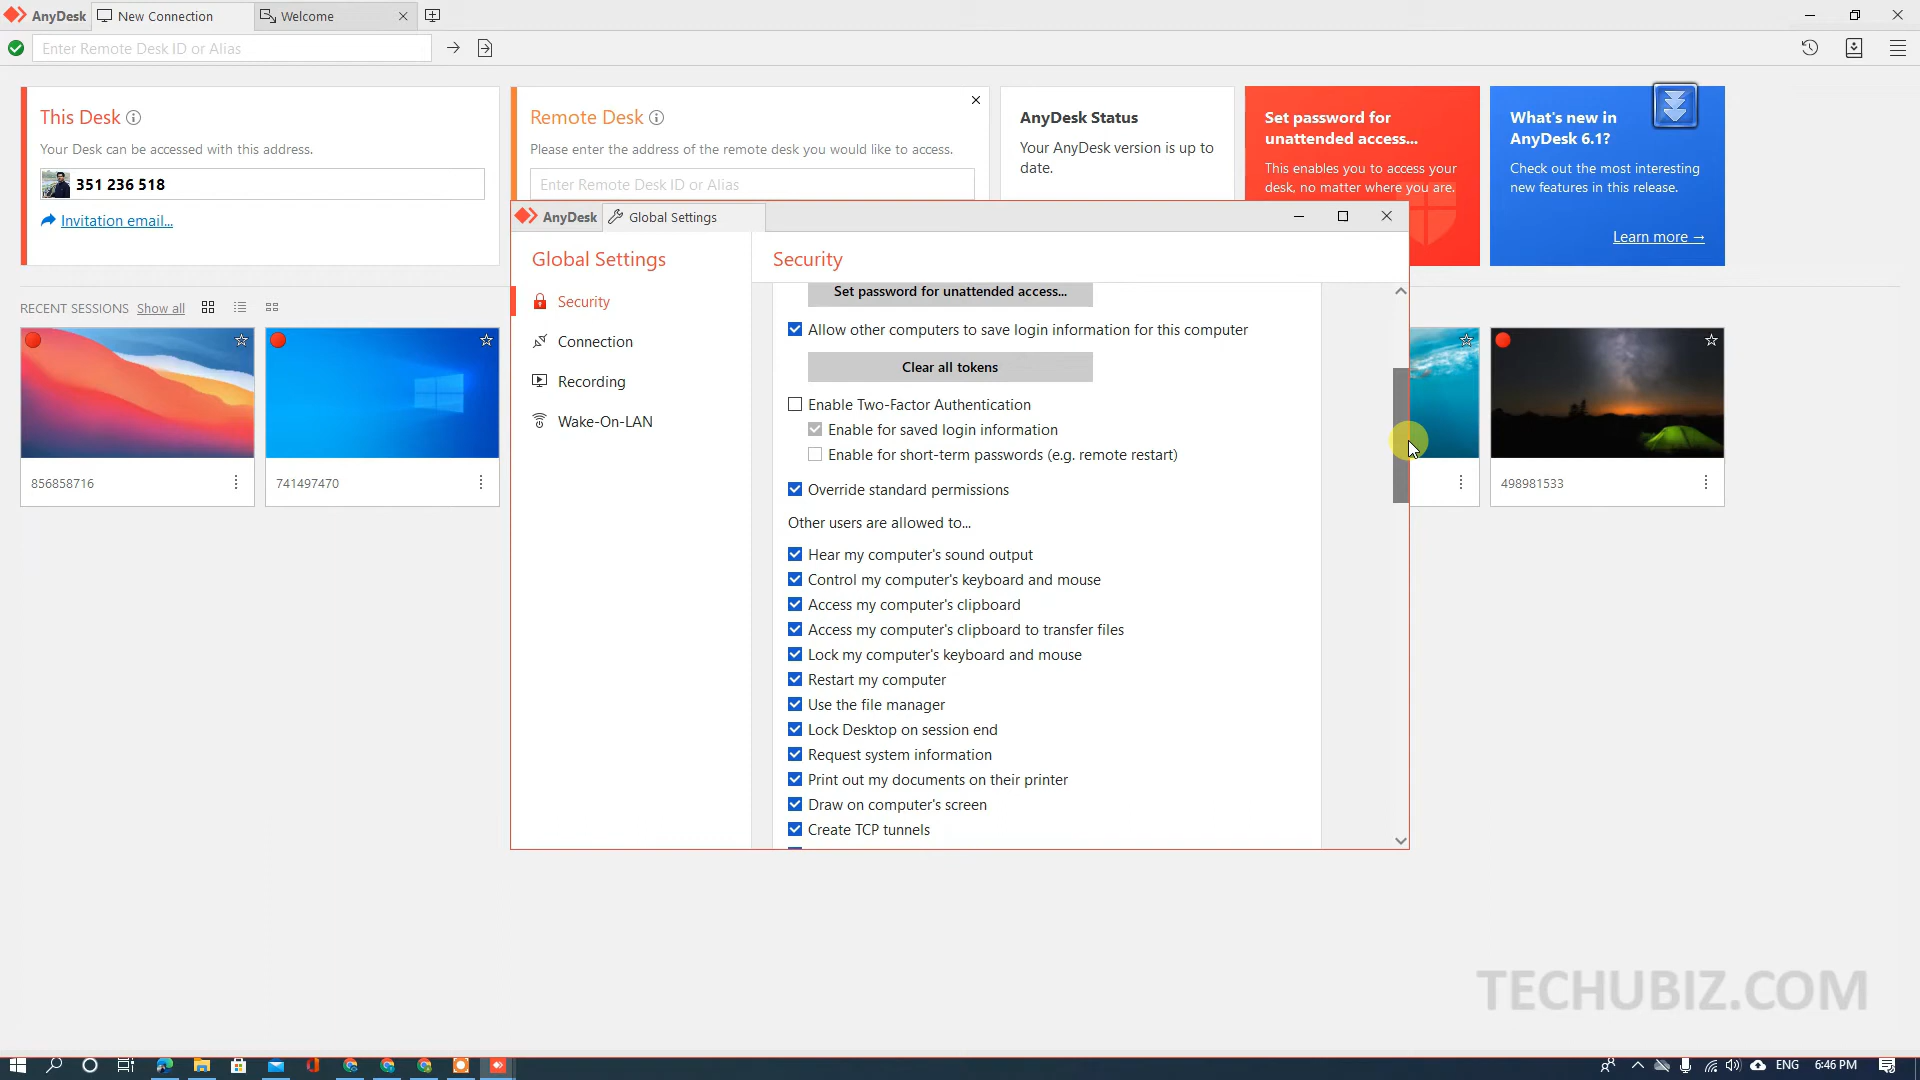 AnyDesk
New Connection
Welcome
Enter Remote Desk ID or Alias
This Desk
Your Desk can be accessed with this address.
351 236 518
Invitation email...
Remote Desk
Please enter the address of the remote desk you would like to access.
Enter Remote Desk ID or Alias
AnyDesk Status
Your AnyDesk version is up to
date.
Set password for
unattended access...
This enables you to access your
desk, no matter where you are.
What's new in
AnyDesk 6.1?
Check out the most interesting
new features in this release.
Learn more →
RECENT SESSIONS Show all
856858716
741497470
498981533
AnyDesk
Global Settings
Global Settings
Security
Connection
Recording
Wake-On-LAN
Security
Set password for unattended access...
Allow other computers to save login information for this computer
Clear all tokens
Enable Two-Factor Authentication
Enable for saved login information
Enable for short-term passwords (e.g. remote restart)
Override standard permissions
Other users are allowed to...
Hear my computer's sound output
Control my computer's keyboard and mouse
Access my computer's clipboard
Access my computer's clipboard to transfer files
Lock my computer's keyboard and mouse
Restart my computer
Use the file manager
Lock Desktop on session end
Request system information
Print out my documents on their printer
Draw on computer's screen
Create TCP tunnels
TECHUBIZ.COM
ENG
6:46 PM